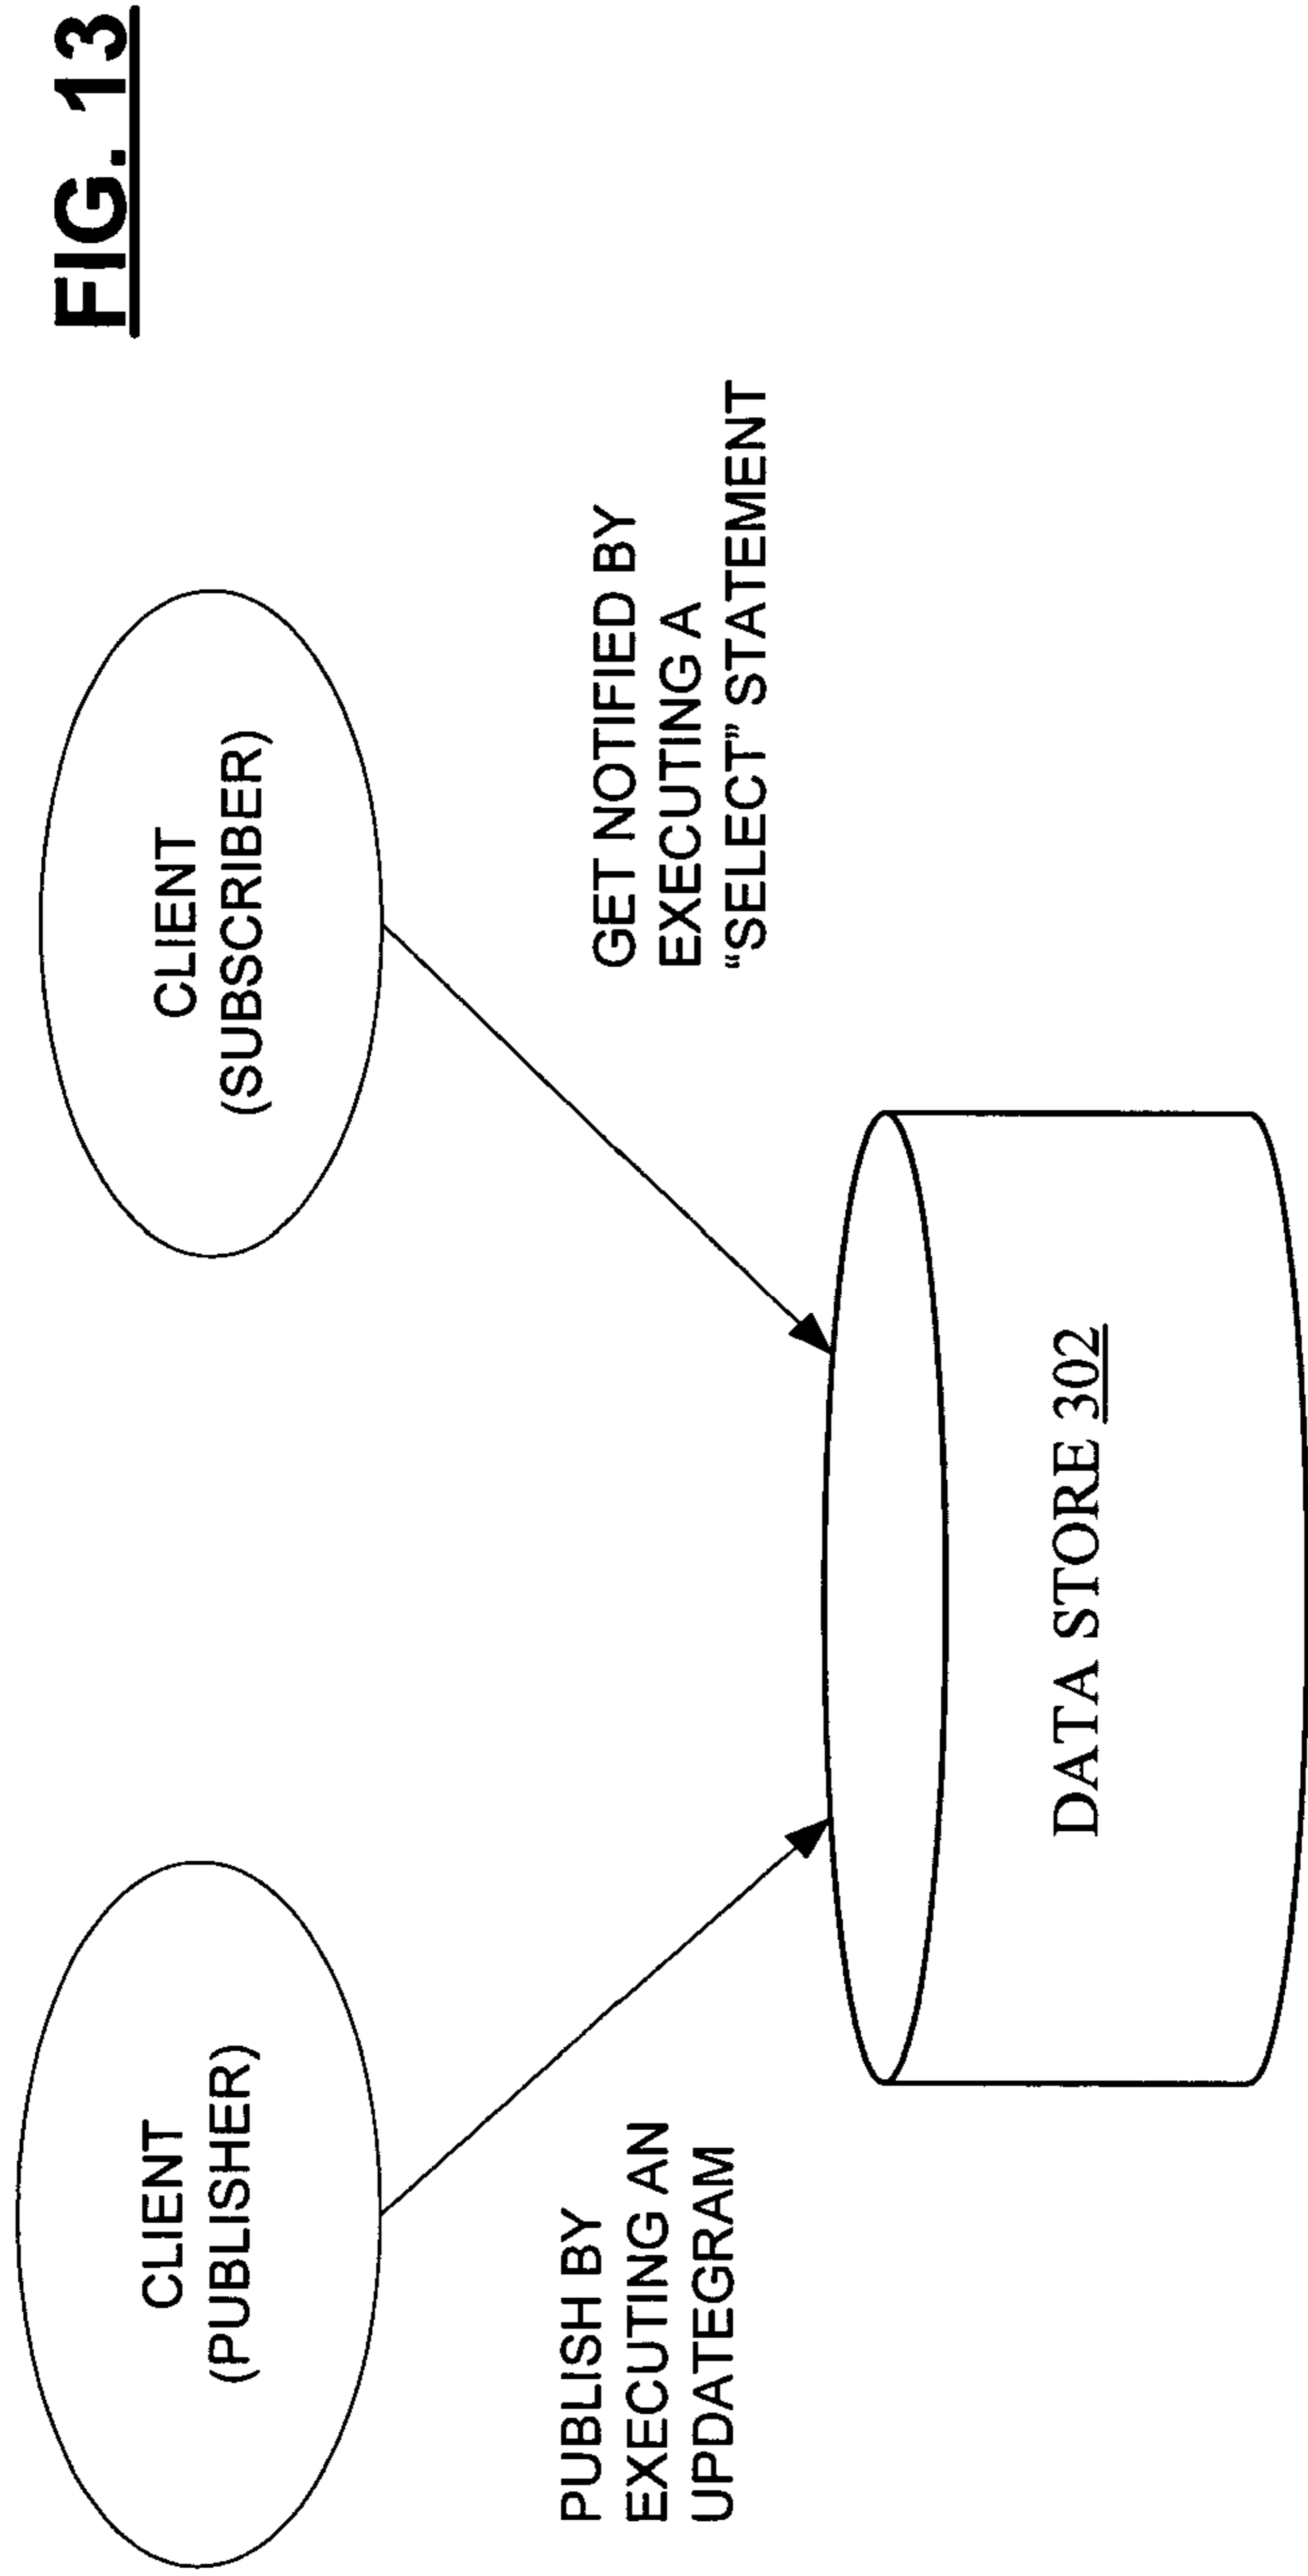 FIG. 13
CLIENT
(PUBLISHER)
CLIENT
(SUBSCRIBER)
PUBLISH BY
EXECUTING AN
UPDATEGRAM
GET NOTIFIED BY
EXECUTING A
“SELECT” STATEMENT
DATA STORE 302